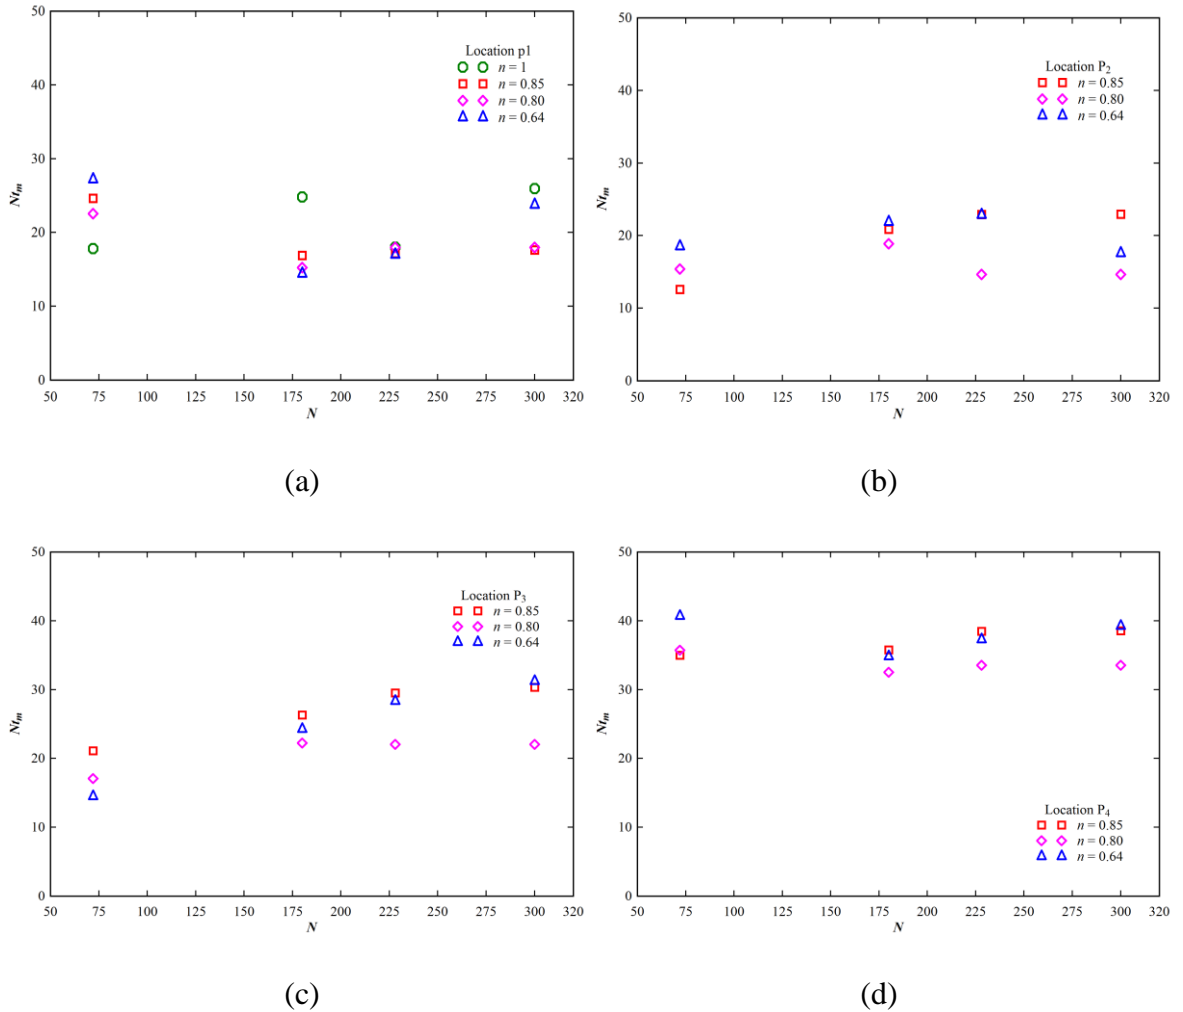 50
40
30
20
10
0
Ntm
Location p1
n = 1
n = 0.85
n = 0.80
n = 0.64
50 75 100 125 150 175 200 225 250 275 300 320
N
(a)
50
40
30
20
10
0
Ntm
Location P2
n = 0.85
n = 0.80
n = 0.64
50 75 100 125 150 175 200 225 250 275 300 320
N
(b)
50
40
30
20
10
0
Ntm
Location P3
n = 0.85
n = 0.80
n = 0.64
50 75 100 125 150 175 200 225 250 275 300 320
N
(c)
50
40
30
20
10
0
Ntm
Location P4
n = 0.85
n = 0.80
n = 0.64
50 75 100 125 150 175 200 225 250 275 300 320
N
(d)